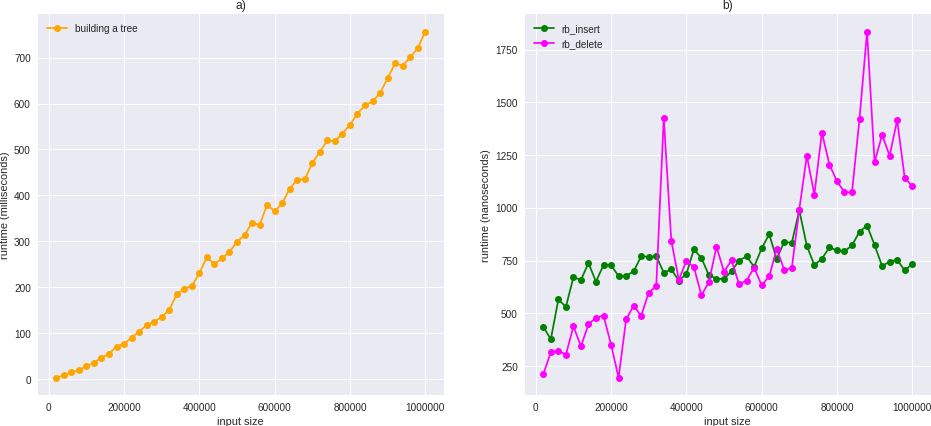 a)
building a tree
runtime (milliseconds)
700
600
500
400
300
200
100
0
0 200000 400000 600000 800000 1000000
input size
b)
rb_insert
rb_delete
runtime (nanoseconds)
1750
1500
1250
1000
750
500
250
0 200000 400000 600000 800000 1000000
input size